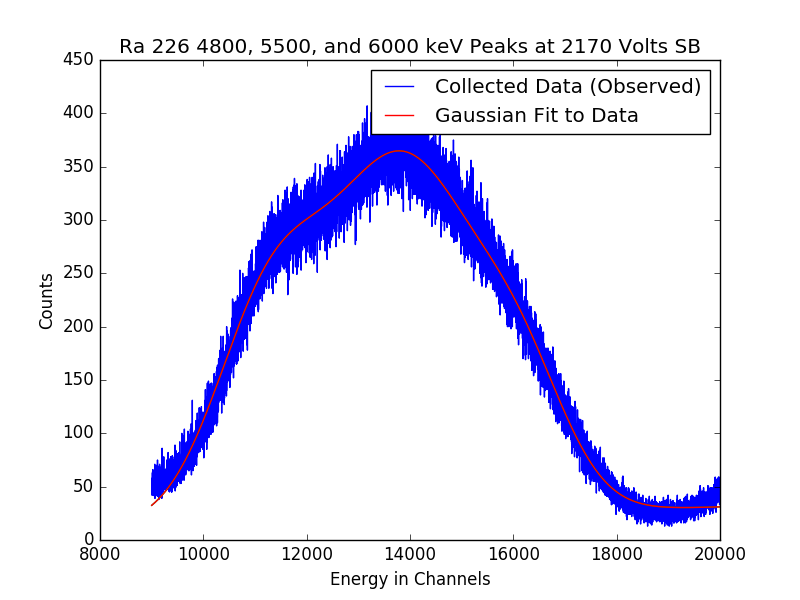 Ra 226 4800, 5500, and 6000 keV Peaks at 2170 Volts SB
450
400
350
300
250
200
150
100
50
0
Counts
Collected Data (Observed)
Gaussian Fit to Data
8000 10000 12000 14000 16000 18000 20000
Energy in Channels